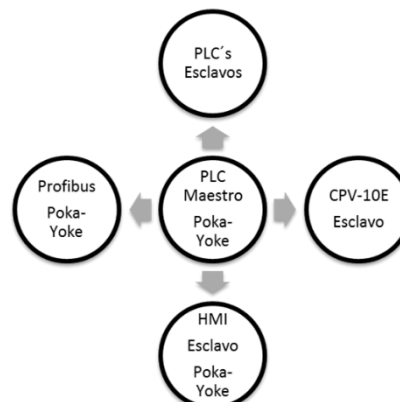 PLC´s
Esclavos
Profibus
Poka-
Yoke
PLC
Maestro
Poka-
Yoke
CPV-10E
Esclavo
HMI
Esclavo
Poka-
Yoke